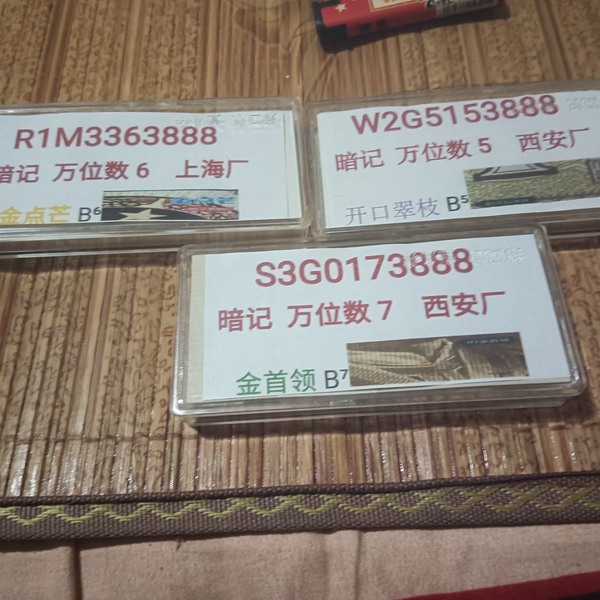 R1M3363888
暗记 万位数 6 上海厂
金点芒 B⁶
W2G5153888
暗记 万位数 5 西安厂
开口翠枝 B⁵
S3G0173888
暗记 万位数 7 西安厂
金首领 B⁷